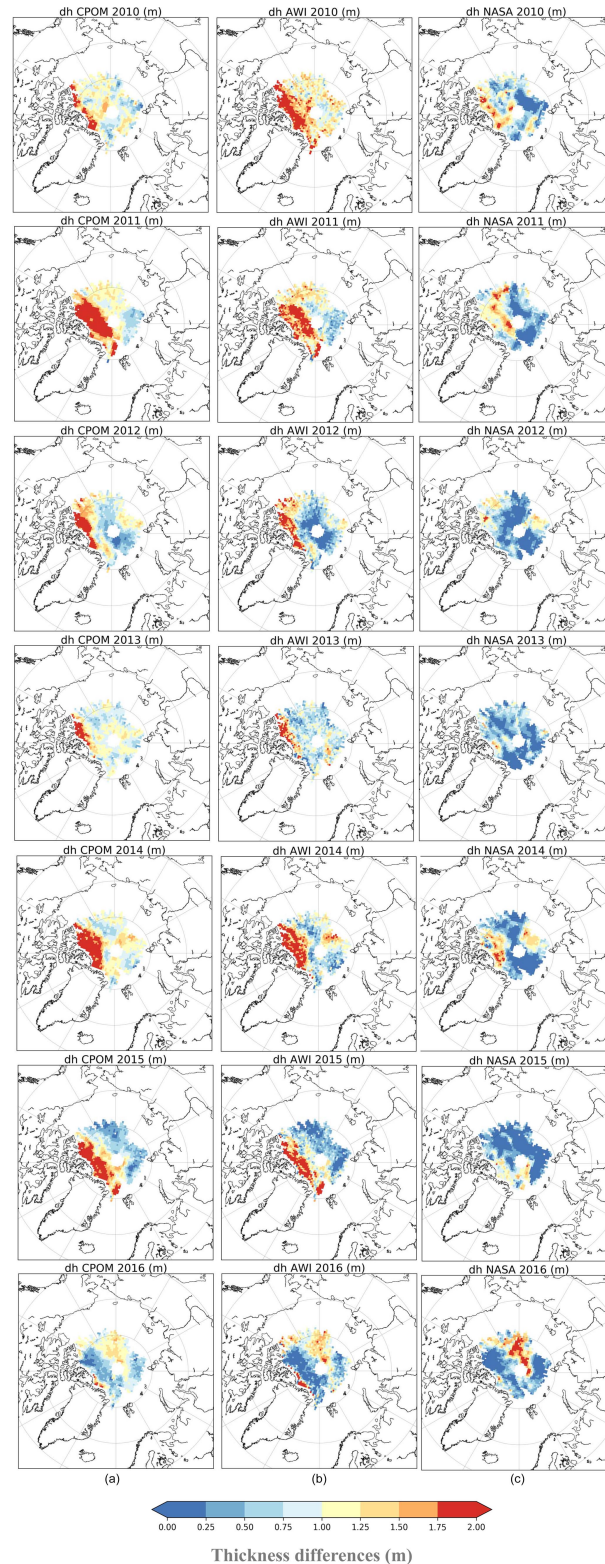 dh CPOM 2010 (m) dh AWI 2010 (m) dh NASA 2010 (m)
dh CPOM 2011 (m) dh AWI 2011 (m) dh NASA 2011 (m)
dh CPOM 2012 (m) dh AWI 2012 (m) dh NASA 2012 (m)
dh CPOM 2013 (m) dh AWI 2013 (m) dh NASA 2013 (m)
dh CPOM 2014 (m) dh AWI 2014 (m) dh NASA 2014 (m)
dh CPOM 2015 (m) dh AWI 2015 (m) dh NASA 2015 (m)
dh CPOM 2016 (m) dh AWI 2016 (m) dh NASA 2016 (m)
(a) (b) (c)
0.00 0.25 0.50 0.75 1.00 1.25 1.50 1.75 2.00
Thickness differences (m)